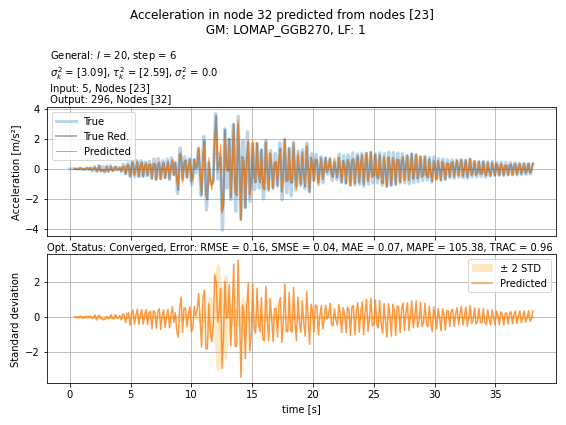 Acceleration in node 32 predicted from nodes [23]
GM: LOMAP_GGB270, LF: 1
General: l = 20, step = 6
σ²ₖ = [3.09], τ²ₖ = [2.59], σ²ₑ = 0.0
Input: 5, Nodes [23]
Output: 296, Nodes [32]
4
2
0
−2
−4
Acceleration [m/s²]
True
True Red.
Predicted
Opt. Status: Converged, Error: RMSE = 0.16, SMSE = 0.04, MAE = 0.07, MAPE = 105.38, TRAC = 0.96
2
0
−2
Standard deviation
± 2 STD
Predicted
0 5 10 15 20 25 30 35
time [s]